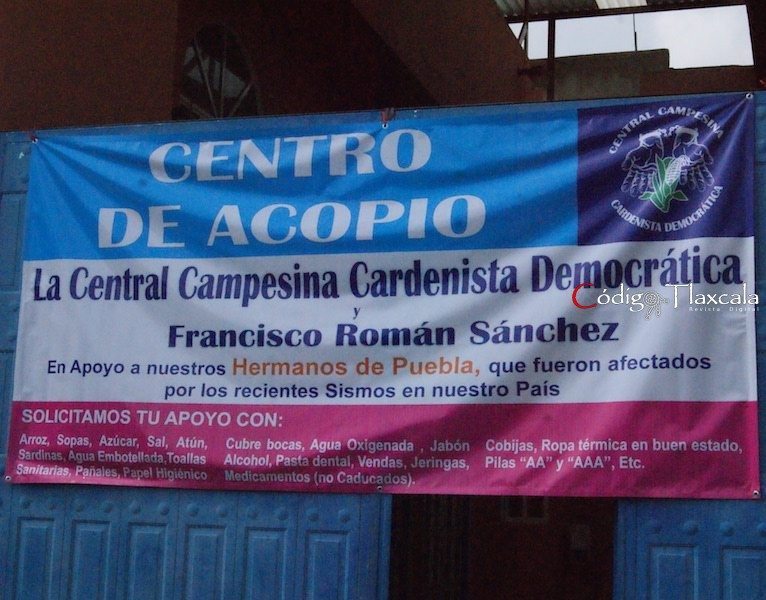 CENTRO
DE ACOPIO
CENTRAL CAMPESINA
CARDENISTA DEMOCRÁTICA
La Central Campesina Cardenista Democrática
y
Francisco Román Sánchez
Código Tlaxcala
Revista Digital
En Apoyo a nuestros Hermanos de Puebla, que fueron afectados
por los recientes Sismos en nuestro País
SOLICITAMOS TU APOYO CON:
Arroz, Sopas, Azúcar, Sal, Atún,
Sardinas, Agua Embotellada,Toallas
Sanitarias, Pañales, Papel Higiénico
Cubre bocas, Agua Oxigenada , Jabón
Alcohol, Pasta dental, Vendas, Jeringas,
Medicamentos (no Caducados).
Cobijas, Ropa térmica en buen estado,
Pilas “AA” y “AAA”, Etc.